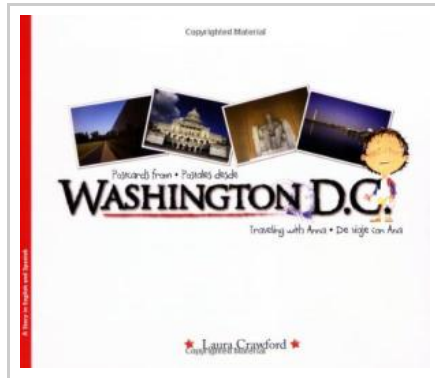 Copyrighted Material
Postcards from • Postales desde
WASHINGTON D.C.
Traveling with Anna • De viaje con Ana
A Story in English and Spanish
★ Laura Crawford ★
Copyrighted Material